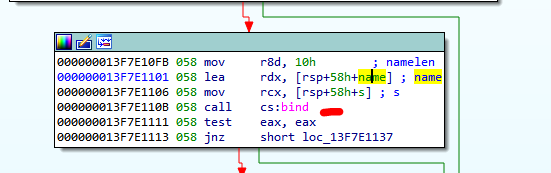 000000013F7E10FB 058 mov     r8d, 10h        ; namelen
000000013F7E1101 058 lea     rdx, [rsp+58h+name] ; name
000000013F7E1106 058 mov     rcx, [rsp+58h+s] ; s
000000013F7E110B 058 call    cs:bind
000000013F7E1111 058 test    eax, eax
000000013F7E1113 058 jnz     short loc_13F7E1137